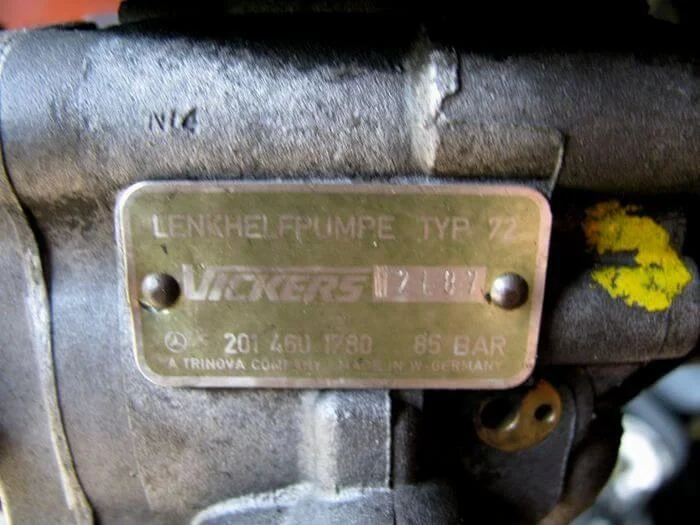 N14
LENKHELFPUMPE TYP 72
VICKERS
201 460 1780 85 BAR
A TRINOVA COMPANY MADE IN W-GERMANY